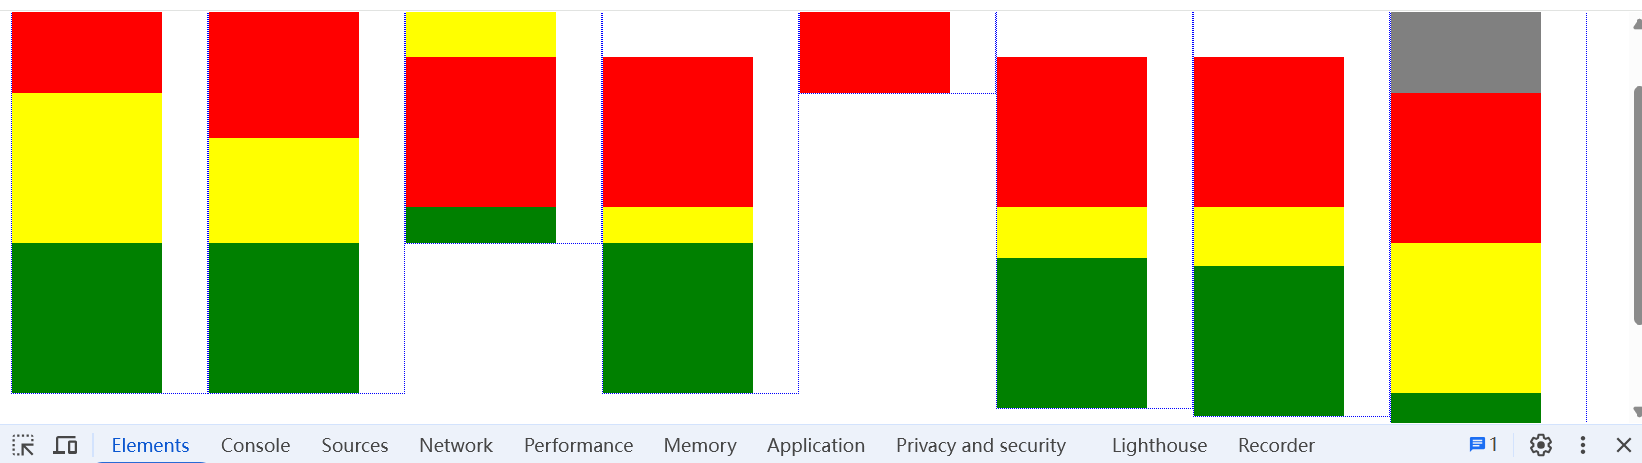 Elements Console Sources Network Performance Memory Application Privacy and security Lighthouse Recorder 1